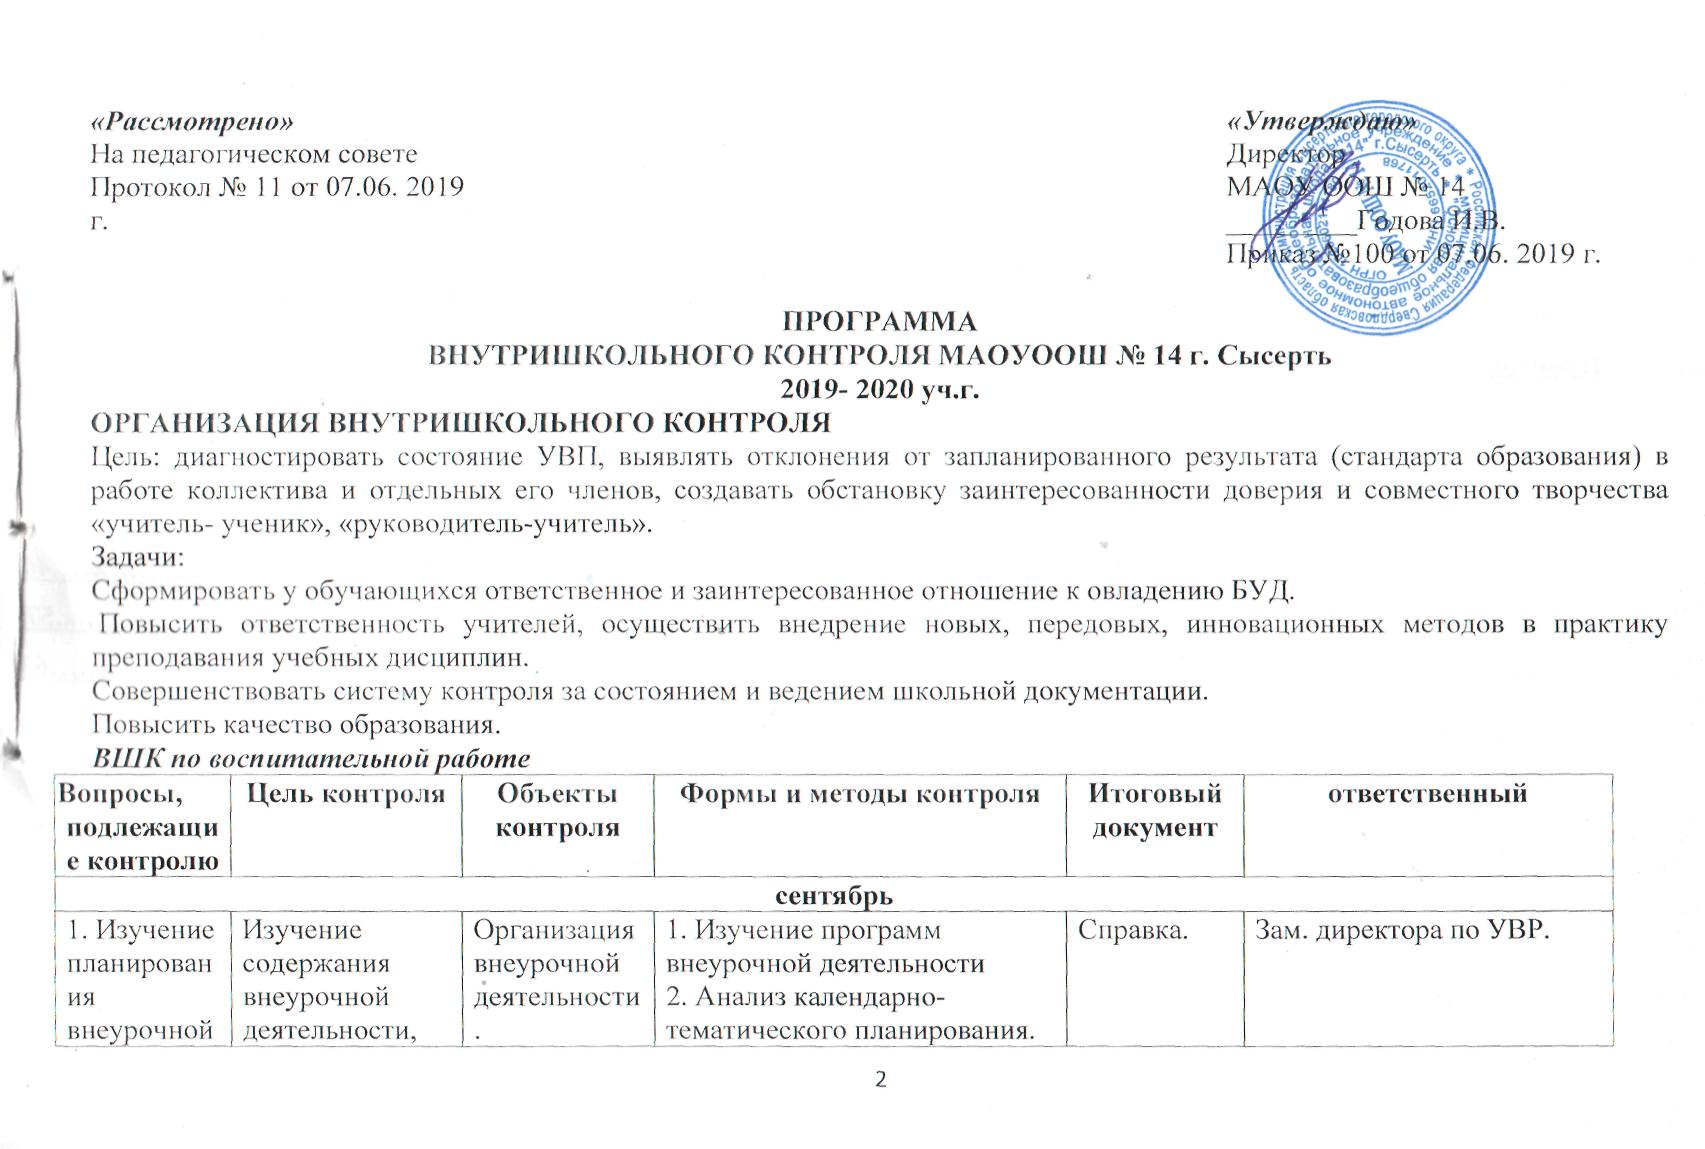 «Рассмотрено»
На педагогическом совете
Протокол № 11 от 07.06. 2019
г.
«Утверждаю»
Директор
МАОУ ООШ № 14
__________Годова И.В.
Приказ №100 от 07.06. 2019 г.
ПРОГРАММА
ВНУТРИШКОЛЬНОГО КОНТРОЛЯ МАОУООШ № 14 г. Сысерть
2019- 2020 уч.г.
ОРГАНИЗАЦИЯ ВНУТРИШКОЛЬНОГО КОНТРОЛЯ
Цель: диагностировать состояние УВП, выявлять отклонения от запланированного результата (стандарта образования) в
работе коллектива и отдельных его членов, создавать обстановку заинтересованности доверия и совместного творчества
«учитель- ученик», «руководитель-учитель».
Задачи:
Сформировать у обучающихся ответственное и заинтересованное отношение к овладению БУД.
Повысить ответственность учителей, осуществить внедрение новых, передовых, инновационных методов в практику
преподавания учебных дисциплин.
Совершенствовать систему контроля за состоянием и ведением школьной документации.
Повысить качество образования.
ВШК по воспитательной работе
Вопросы,
подлежащи
е контролю
Цель контроля
Объекты
контроля
Формы и методы контроля
Итоговый
документ
ответственный
сентябрь
1. Изучение
планирован
ия
внеурочной
Изучение
содержания
внеурочной
деятельности,
Организация
внеурочной
деятельности
.
1. Изучение программ
внеурочной деятельности
2. Анализ календарно-
тематического планирования.
Справка.
Зам. директора по УВР.
2